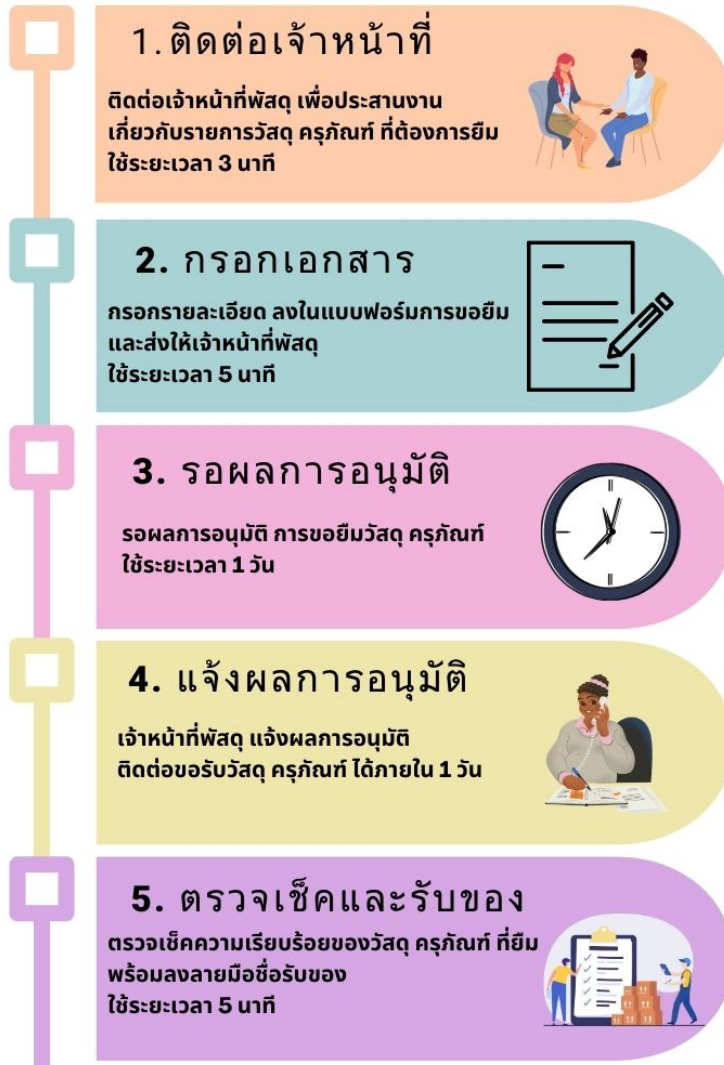 1. ติดต่อเจ้าหน้าที่
ติดต่อเจ้าหน้าที่พัสดุ เพื่อประสานงาน
เกี่ยวกับรายการวัสดุ ครุภัณฑ์ ที่ต้องการยืม
ใช้ระยะเวลา 3 นาที
2. กรอกเอกสาร
กรอกรายละเอียด ลงในแบบฟอร์มการขอยืม
และส่งให้เจ้าหน้าที่พัสดุ
ใช้ระยะเวลา 5 นาที
3. รอผลการอนุมัติ
รอผลการอนุมัติ การขอยืมวัสดุ ครุภัณฑ์
ใช้ระยะเวลา 1 วัน
4. แจ้งผลการอนุมัติ
เจ้าหน้าที่พัสดุ แจ้งผลการอนุมัติ
ติดต่อขอรับวัสดุ ครุภัณฑ์ ได้ภายใน 1 วัน
5. ตรวจเช็คและรับของ
ตรวจเช็คความเรียบร้อยของวัสดุ ครุภัณฑ์ ที่ยืม
พร้อมลงลายมือชื่อรับของ
ใช้ระยะเวลา 5 นาที